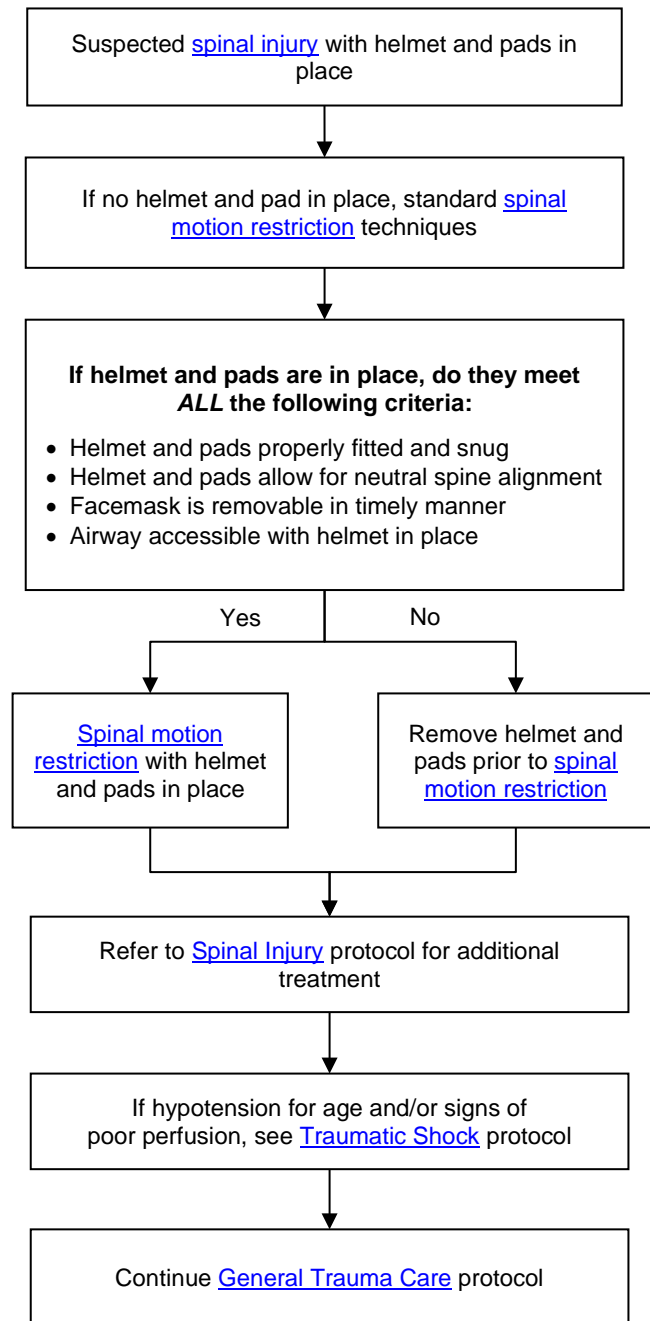 Suspected spinal injury with helmet and pads in
place
If no helmet and pad in place, standard spinal
motion restriction techniques
If helmet and pads are in place, do they meet
ALL the following criteria:
• Helmet and pads properly fitted and snug
• Helmet and pads allow for neutral spine alignment
• Facemask is removable in timely manner
• Airway accessible with helmet in place
Yes
No
Spinal motion
restriction with helmet
and pads in place
Remove helmet and
pads prior to spinal
motion restriction
Refer to Spinal Injury protocol for additional
treatment
If hypotension for age and/or signs of
poor perfusion, see Traumatic Shock protocol
Continue General Trauma Care protocol